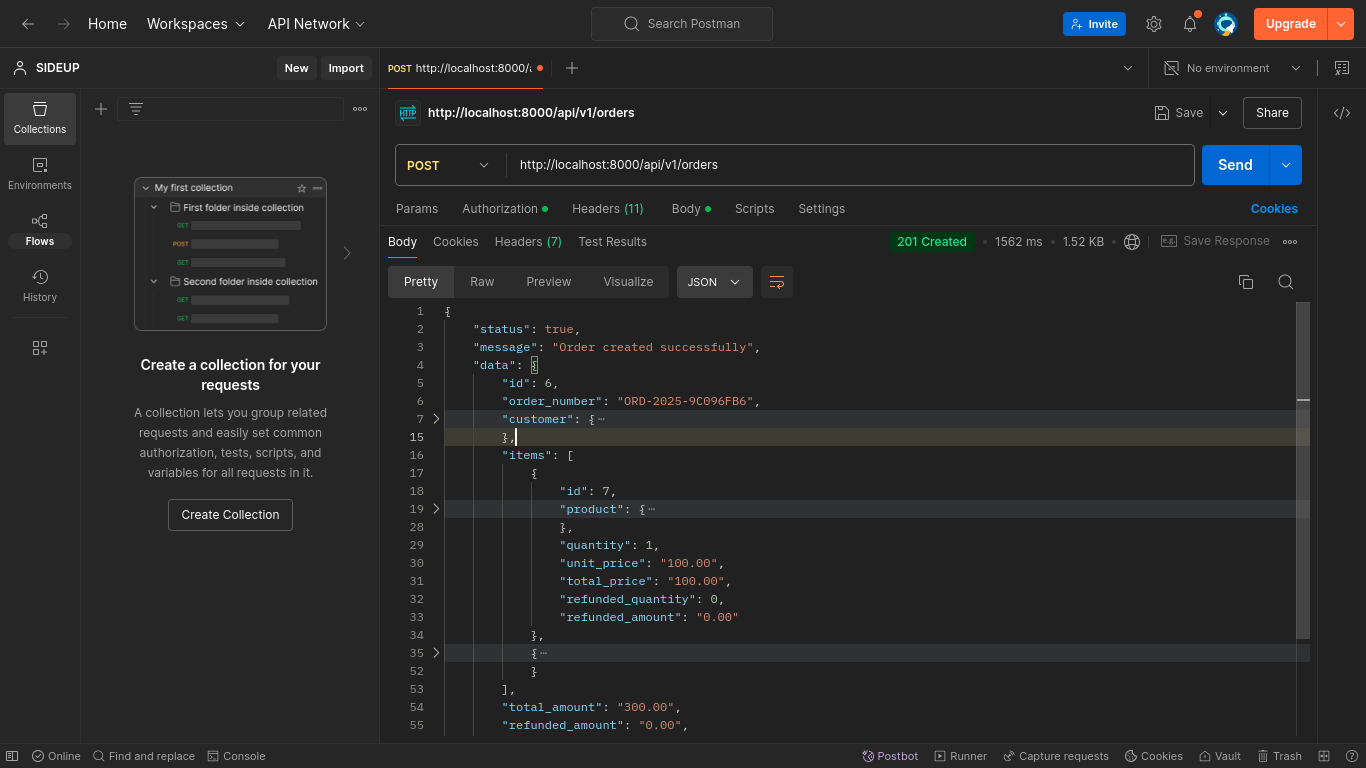 Home
Workspaces
API Network
Search Postman
Invite
Upgrade
SIDEUP
New
Import
POST http://localhost:8000/a
No environment
Collections
Environments
Flows
History
My first collection
First folder inside collection
GET
POST
GET
Second folder inside collection
GET
GET
Create a collection for your
requests
A collection lets you group related
requests and easily set common
authorization, tests, scripts, and
variables for all requests in it.
Create Collection
HTTP
http://localhost:8000/api/v1/orders
Save
Share
POST
http://localhost:8000/api/v1/orders
Send
Params
Authorization
Headers (11)
Body
Scripts
Settings
Cookies
Body
Cookies
Headers (7)
Test Results
201 Created
1562 ms
1.52 KB
e.g.
Save Response
Pretty
Raw
Preview
Visualize
JSON
1 {
2 "status": true,
3 "message": "Order created successfully",
4 "data": {
5 "id": 6,
6 "order_number": "ORD-2025-9C096FB6",
7 "customer": {⋯
15 },
16 "items": [
17 {
18 "id": 7,
19 "product": {⋯
28 },
29 "quantity": 1,
30 "unit_price": "100.00",
31 "total_price": "100.00",
32 "refunded_quantity": 0,
33 "refunded_amount": "0.00"
34 },
35 {⋯
52 }
53 ],
54 "total_amount": "300.00",
55 "refunded_amount": "0.00",
Online
Find and replace
Console
Postbot
Runner
Capture requests
Cookies
Vault
Trash